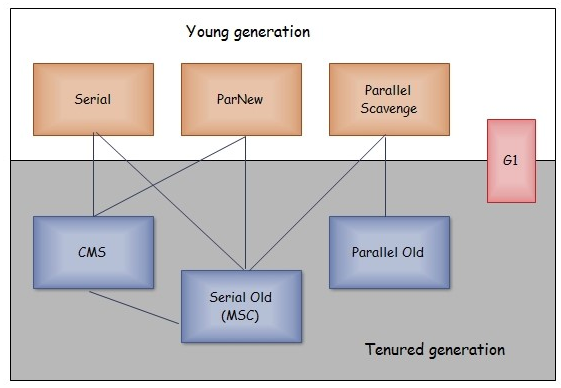 Young generation
Serial
ParNew
Parallel
Scavenge
G1
CMS
Serial Old
(MSC)
Parallel Old
Tenured generation